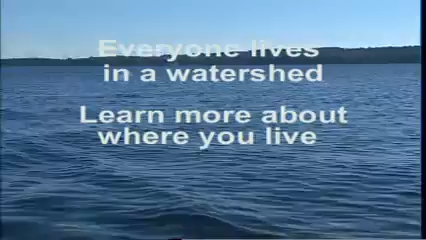 Everyone lives
in a watershed
Learn more about
where you live